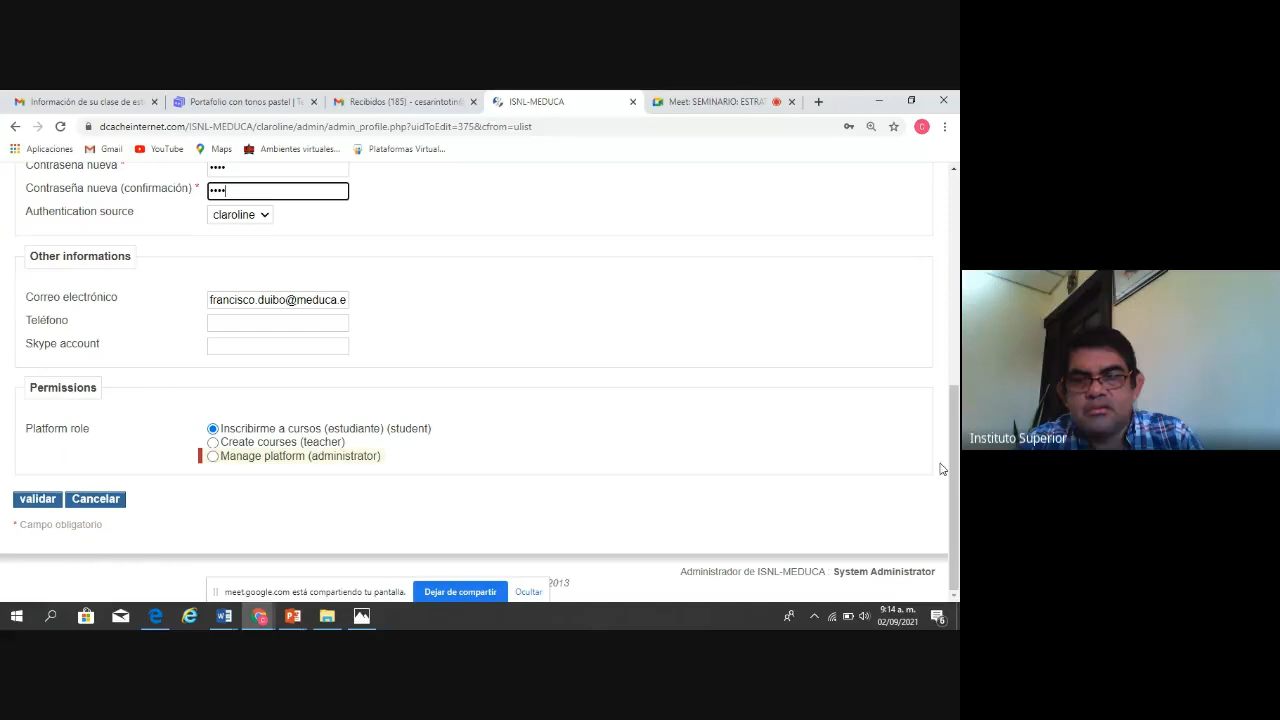 Información de su clase de est
Portafolio con tonos pastel | Te
Recibidos (185) - cesarintotin@
ISNL-MEDUCA
Meet: SEMINARIO: ESTRAT
dcacheinternet.com/ISNL-MEDUCA/claroline/admin/admin_profile.php?uidToEdit=375&cfrom=ulist
C
Aplicaciones
Gmail
YouTube
Maps
Ambientes virtuales...
Plataformas Virtual...
Contraseña nueva *
••••
Contraseña nueva (confirmación) *
••••
Authentication source
claroline
Other informations
Correo electrónico
francisco.duibo@meduca.e
Teléfono
Skype account
Permissions
Platform role
Inscribirme a cursos (estudiante) (student)
Create courses (teacher)
Manage platform (administrator)
validar
Cancelar
* Campo obligatorio
Administrador de ISNL-MEDUCA : System Administrator
2013
meet.google.com está compartiendo tu pantalla.
Dejar de compartir
Ocultar
9:14 a. m.
02/09/2021
6
Instituto Superior